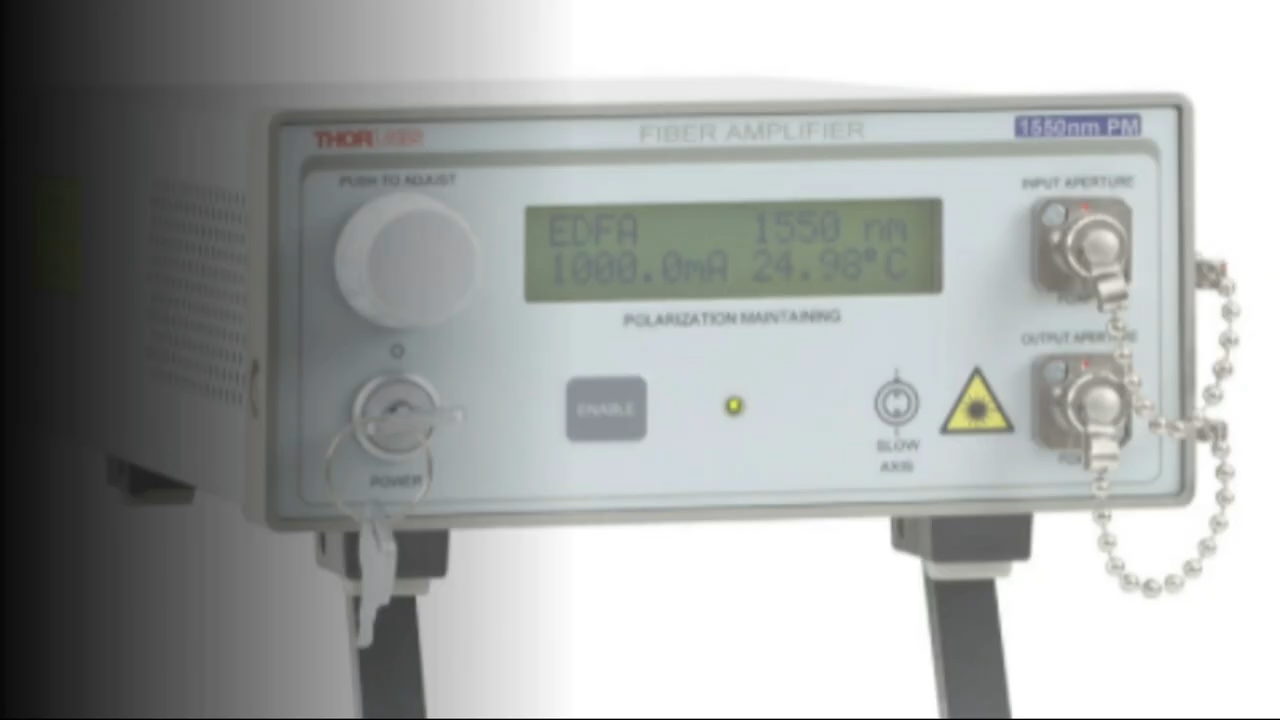 THORLABS
FIBER AMPLIFIER
1550nm PM
PUSH TO ADJUST
INPUT APERTURE
EDFA 1550 nm
1000.0mA 24.98°C
POLARIZATION MAINTAINING
OUTPUT APERTURE
ENABLE
SLOW
AXIS
POWER